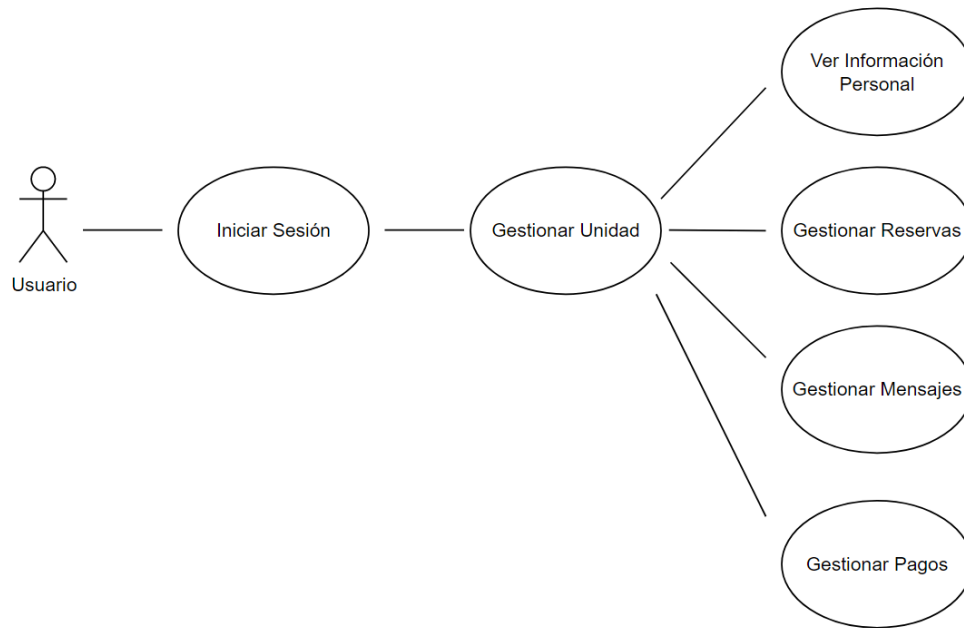 Ver Información
Personal
Iniciar Sesión
Gestionar Unidad
Gestionar Reservas
Usuario
Gestionar Mensajes
Gestionar Pagos